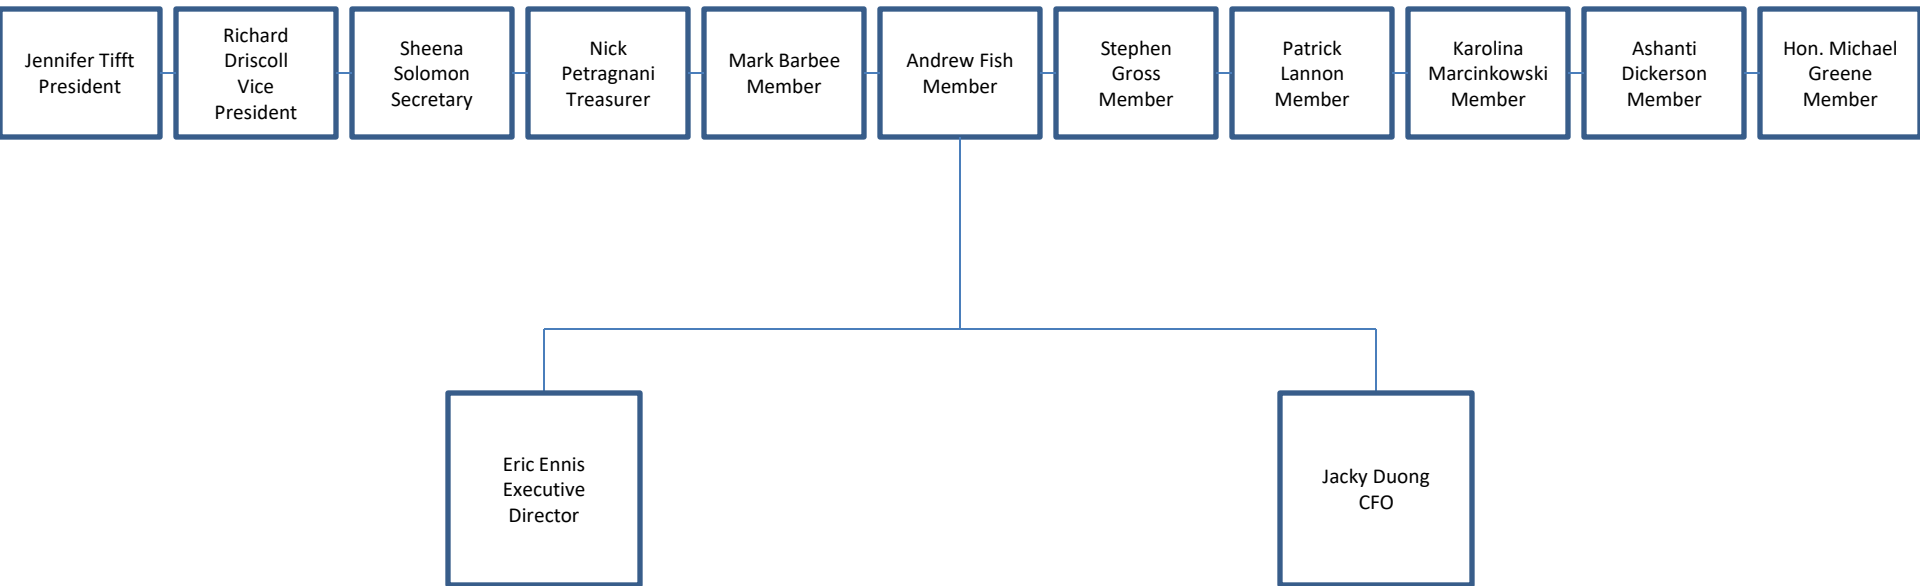 Jennifer Tifft
President
Richard
Driscoll
Vice
President
Sheena
Solomon
Secretary
Nick
Petragnani
Treasurer
Mark Barbee
Member
Andrew Fish
Member
Stephen
Gross
Member
Patrick
Lannon
Member
Karolina
Marcinkowski
Member
Ashanti
Dickerson
Member
Hon. Michael
Greene
Member
Eric Ennis
Executive
Director
Jacky Duong
CFO